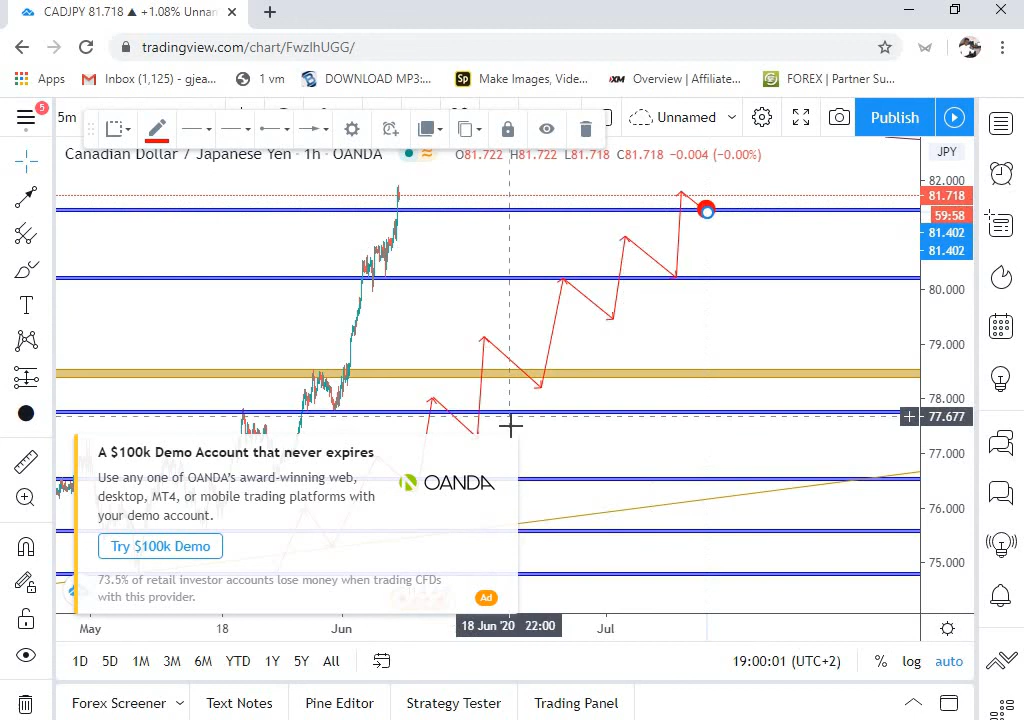 CADJPY 81.718 ▲ +1.08% Unnar
tradingview.com/chart/FwzIhUGG/
Apps
Inbox (1,125) - gjea...
1 vm
DOWNLOAD MP3:...
Sp Make Images, Vide...
XM Overview | Affiliate...
FOREX | Partner Su...
5
5m
Unnamed
Publish
Canadian Dollar / Japanese Yen · 1h · OANDA
O81.722 H81.722 L81.718 C81.718 -0.004 (-0.00%)
JPY
82.000
81.718
59:58
81.402
81.402
80.000
79.000
78.000
77.677
77.000
76.000
75.000
T
A $100k Demo Account that never expires
Use any one of OANDA's award-winning web,
desktop, MT4, or mobile trading platforms with
your demo account.
OANDA
Try $100k Demo
73.5% of retail investor accounts lose money when trading CFDs
with this provider.
Ad
May
18
Jun
18 Jun '20 22:00
Jul
1D 5D 1M 3M 6M YTD 1Y 5Y All
19:00:01 (UTC+2)
% log auto
Forex Screener
Text Notes
Pine Editor
Strategy Tester
Trading Panel